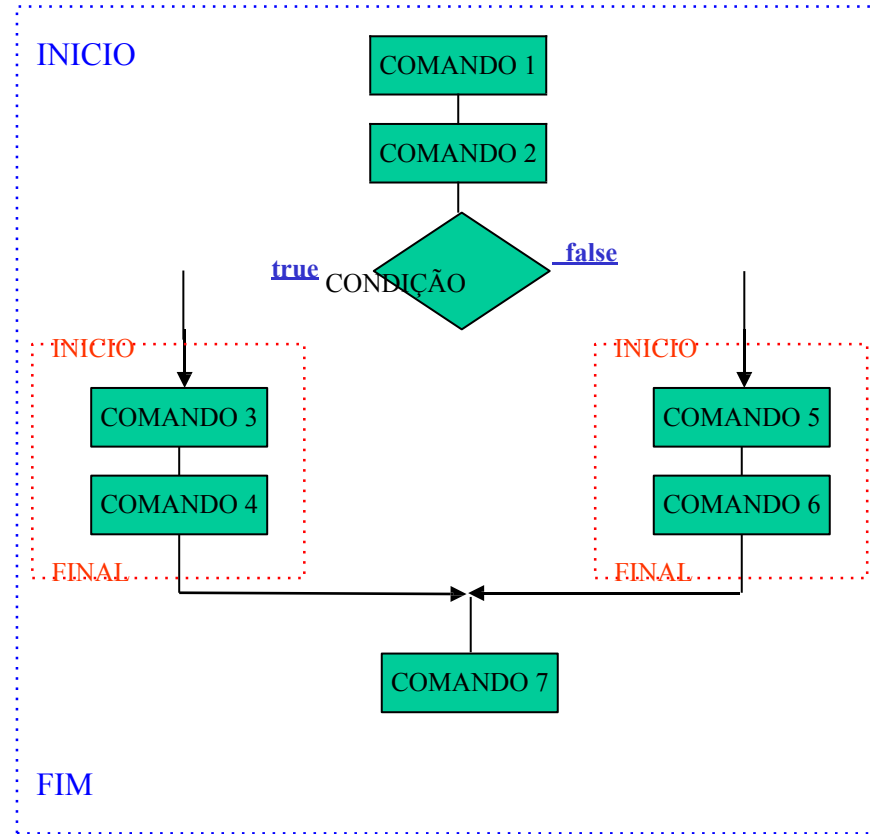 INICIO
COMANDO 1
COMANDO 2
true
CONDIÇÃO
false
INICIO
COMANDO 3
COMANDO 4
FINAL
INICIO
COMANDO 5
COMANDO 6
FINAL
COMANDO 7
FIM